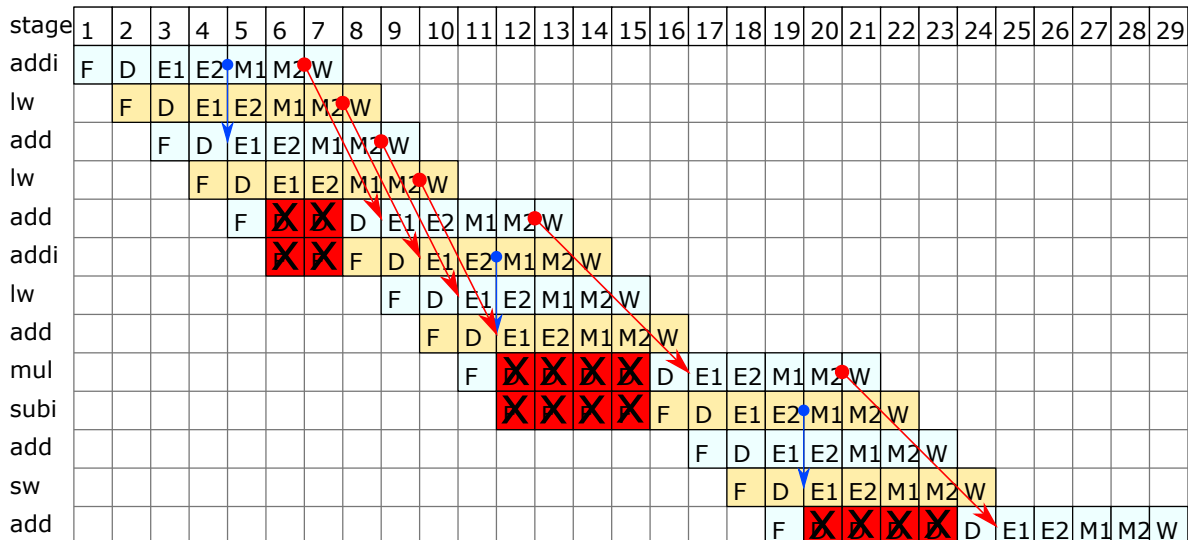 stage 1 2 3 4 5 6 7 8 9 10 11 12 13 14 15 16 17 18 19 20 21 22 23 24 25 26 27 28 29
addi F D E1 E2 M1 M2 W
lw F D E1 E2 M1 M2 W
add F D E1 E2 M1 M2 W
lw F D E1 E2 M1 M2 W
add F X X D E1 E2 M1 M2 W
addi X X F D E1 E2 M1 M2 W
lw F D E1 E2 M1 M2 W
add F D E1 E2 M1 M2 W
mul F X X X X D E1 E2 M1 M2 W
subi X X X X F D E1 E2 M1 M2 W
add F D E1 E2 M1 M2 W
sw F D E1 E2 M1 M2 W
add F X X X X D E1 E2 M1 M2 W